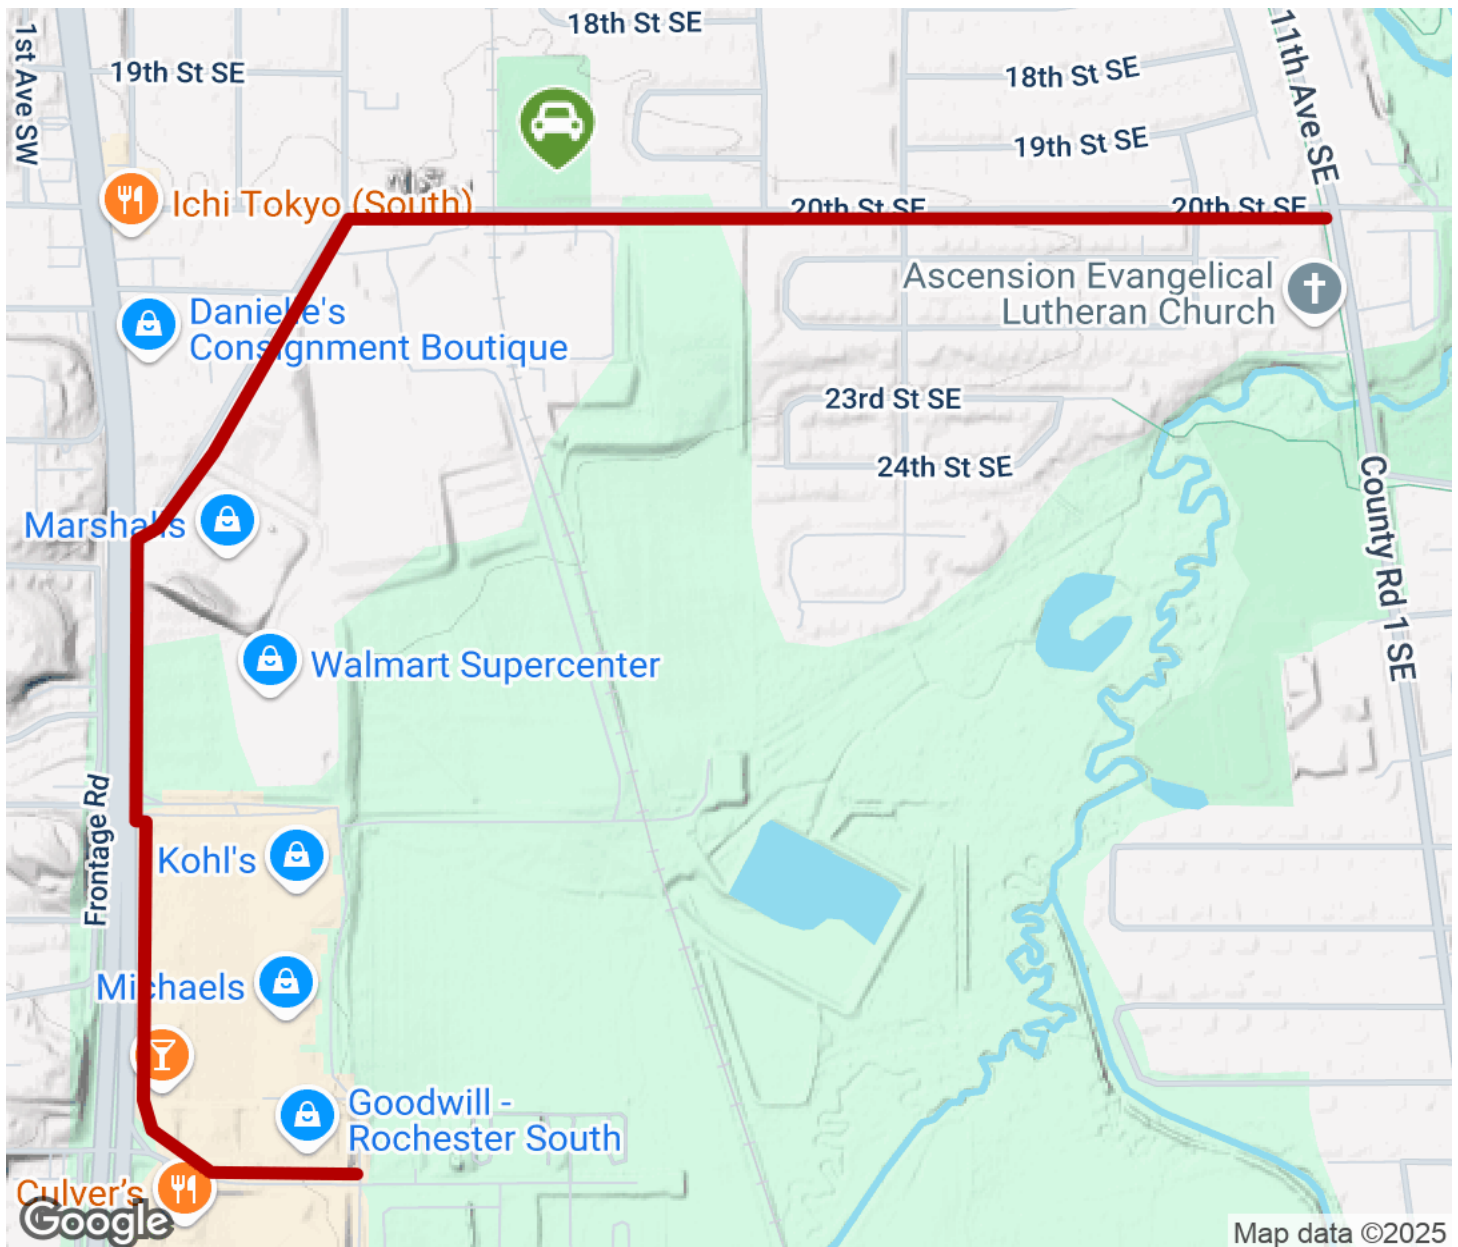 18th St SE
1st Ave SW
19th St SE
11th Ave SE
18th St SE
19th St SE
Ichi Tokyo (South)
20th St SE
20th St SE
Ascension Evangelical
Lutheran Church
Danielle's
Consignment Boutique
23rd St SE
24th St SE
County Rd 1 SE
Marshalls
Walmart Supercenter
Frontage Rd
Kohl's
Michaels
Goodwill -
Rochester South
Culver's
Google
Map data ©2025